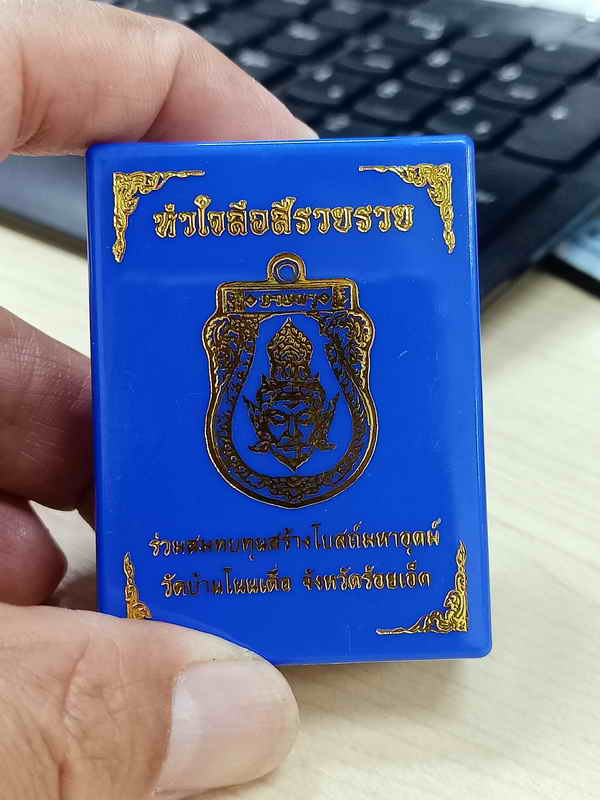 หัวใจลือสีรวยรวย
ร่วมสมทบทุนสร้างโบสถ์มหาอุตม์
วัดบ้านโนนเดื่อ จังหวัดร้อยเอ็ด